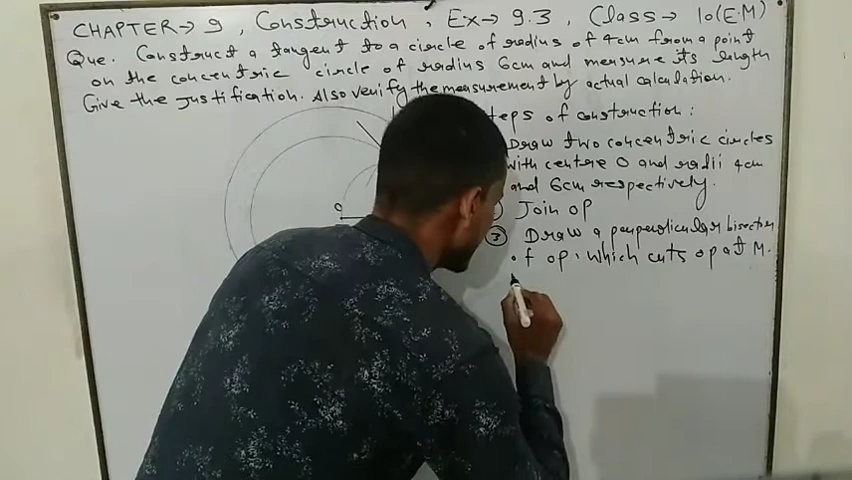 CHAPTER → 9, Construction, Ex → 9.3, Class → 10(E.M)
Que. Construct a tangent to a circle of radius of 4cm from a point
on the concentric circle of radius 6cm and mensure its length
Give the Justification. Also verify the measurement by actual calculation.
teps of construction:
Draw two concentric circles
with centre O and radii 4cm
and 6cm respectively.
Join OP
③ Draw a perpendicular bisector
of op, which cuts op at M.
O